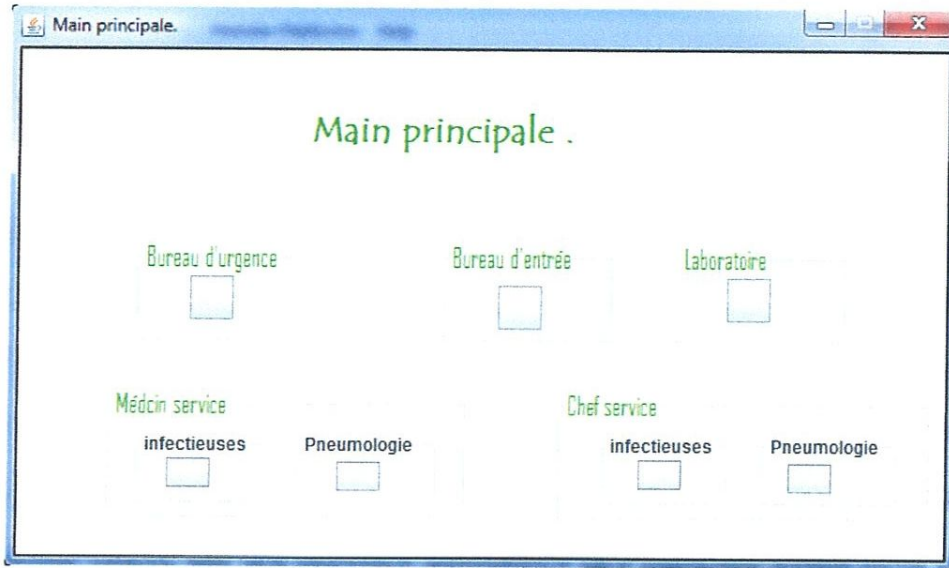 Main principale.
Main principale .
Bureau d'urgence
Bureau d'entrée
Laboratoire
Médcin service
Chef service
infectieuses
Pneumologie
infectieuses
Pneumologie